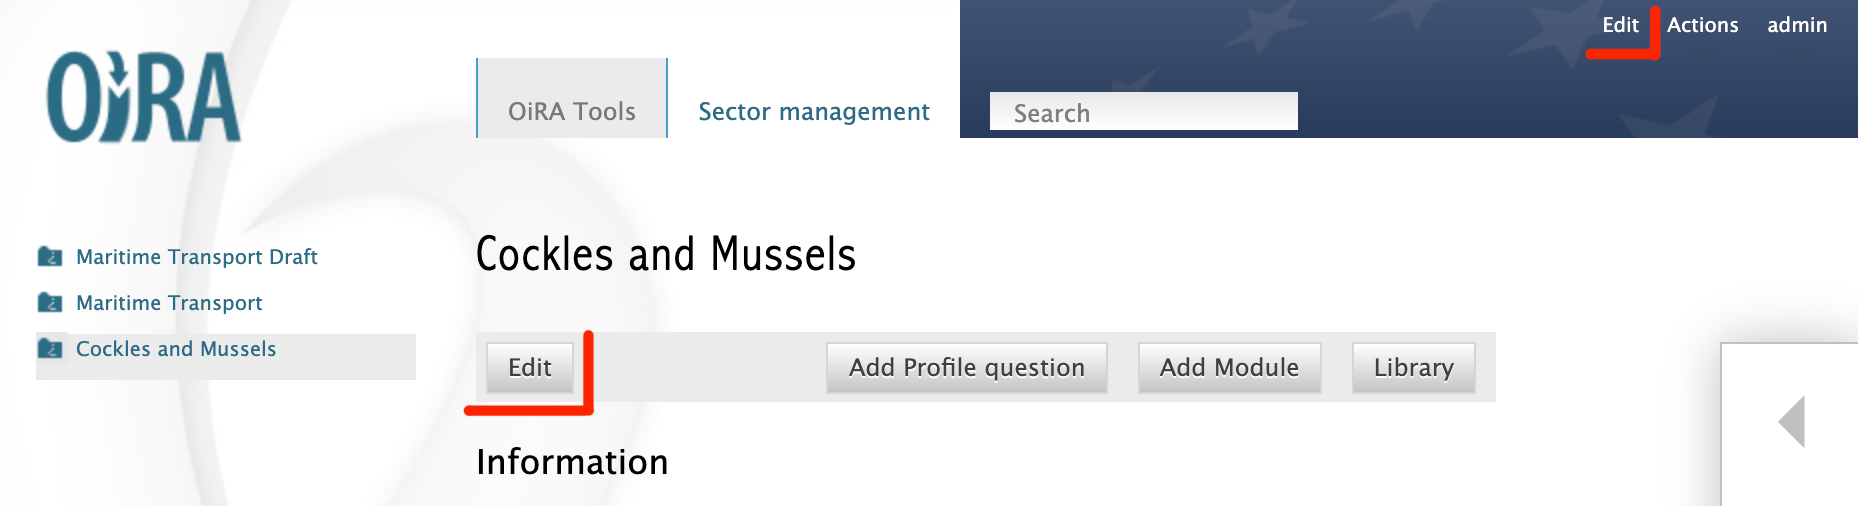 Edit Actions admin
OiRA
OiRA Tools Sector management Search
Maritime Transport Draft
Maritime Transport
Cockles and Mussels
Cockles and Mussels
Edit Add Profile question Add Module Library
Information